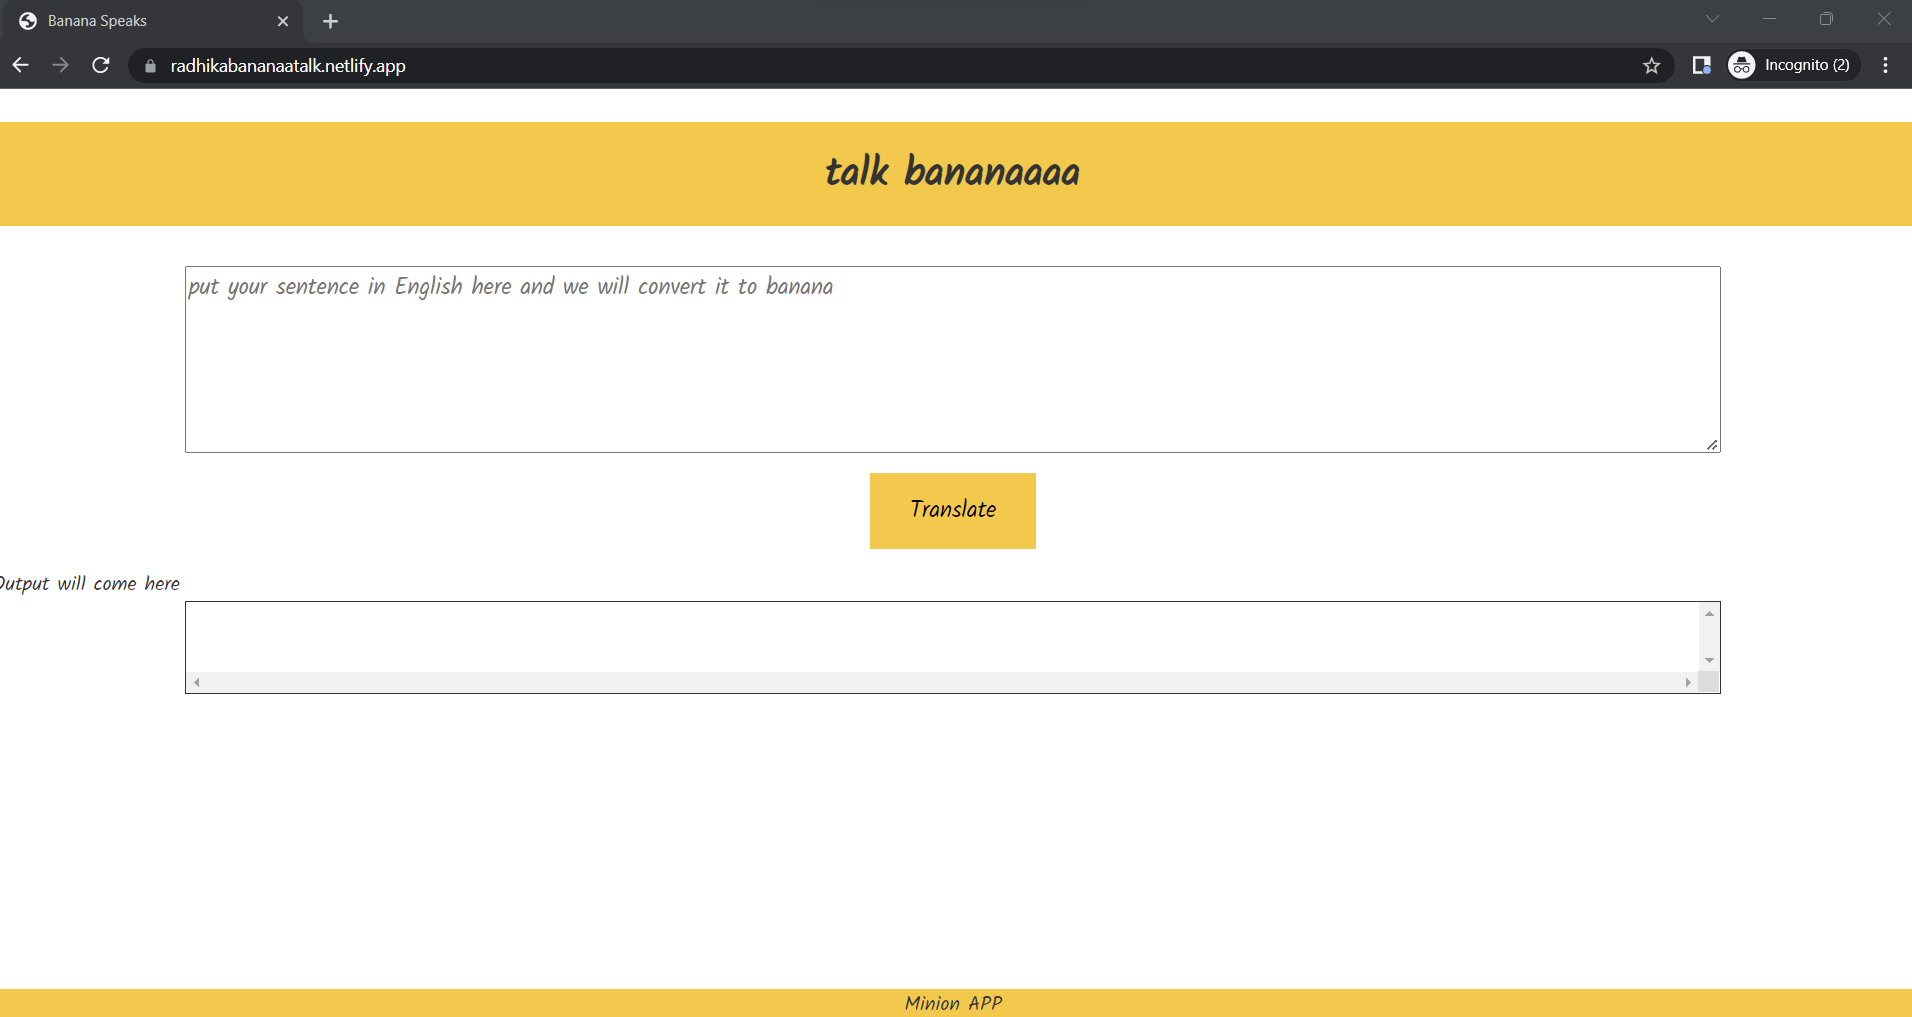 Banana Speaks
radhikabananaatalk.netlify.app
Incognito (2)
talk bananaaaa
put your sentence in English here and we will convert it to banana
Translate
Output will come here
Minion APP